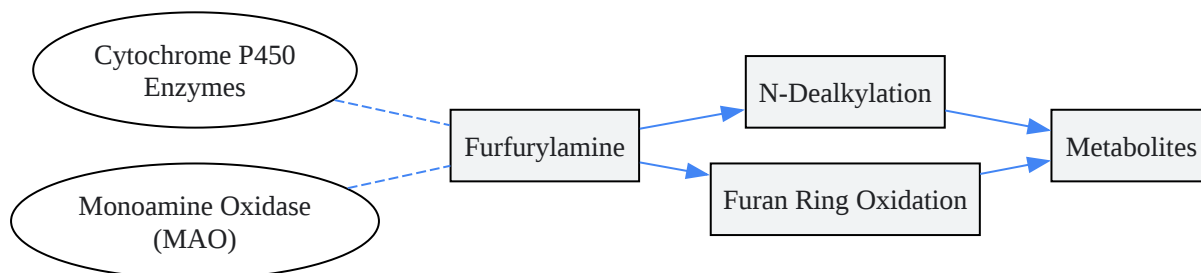 Cytochrome P450
Enzymes
Monoamine Oxidase
(MAO)
Furfurylamine
N-Dealkylation
Furan Ring Oxidation
Metabolites